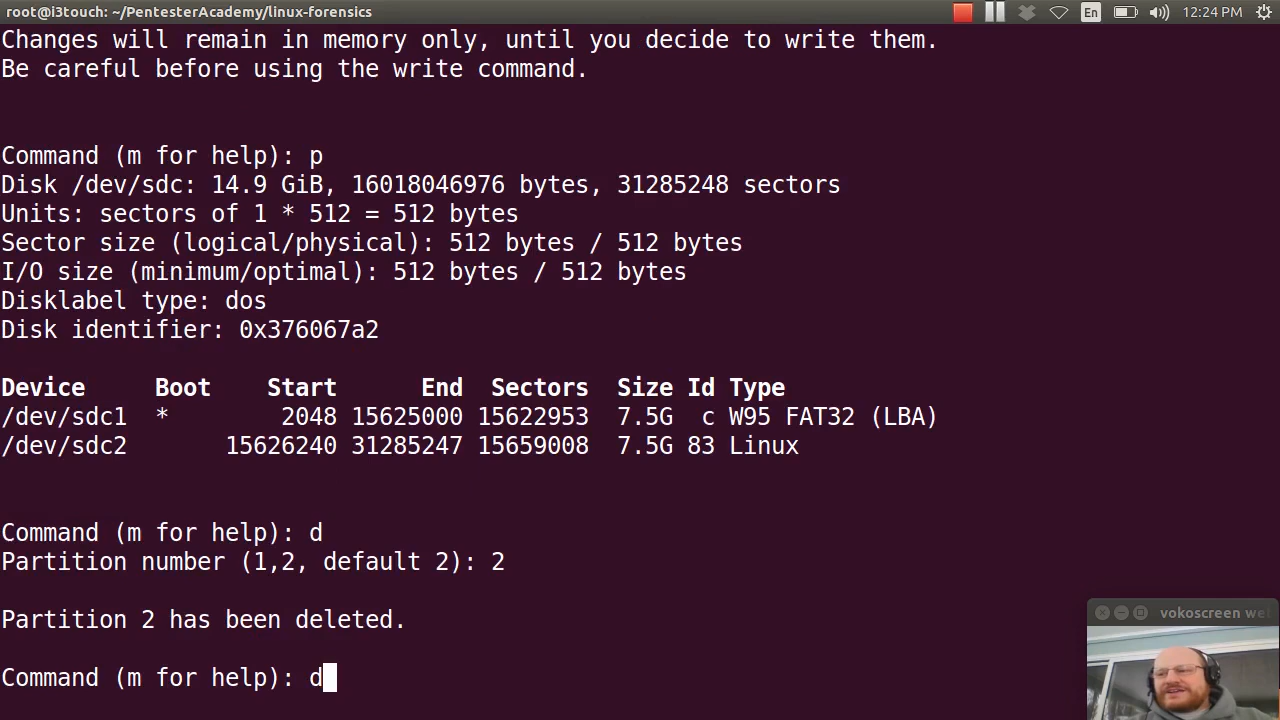 root@i3touch: ~/PentesterAcademy/linux-forensics
En
12:24 PM
Changes will remain in memory only, until you decide to write them.
Be careful before using the write command.
Command (m for help): p
Disk /dev/sdc: 14.9 GiB, 16018046976 bytes, 31285248 sectors
Units: sectors of 1 * 512 = 512 bytes
Sector size (logical/physical): 512 bytes / 512 bytes
I/O size (minimum/optimal): 512 bytes / 512 bytes
Disklabel type: dos
Disk identifier: 0x376067a2
Device Boot Start End Sectors Size Id Type
/dev/sdc1 * 2048 15625000 15622953 7.5G c W95 FAT32 (LBA)
/dev/sdc2 15626240 31285247 15659008 7.5G 83 Linux
Command (m for help): d
Partition number (1,2, default 2): 2
Partition 2 has been deleted.
Command (m for help): d
vokoscreen we